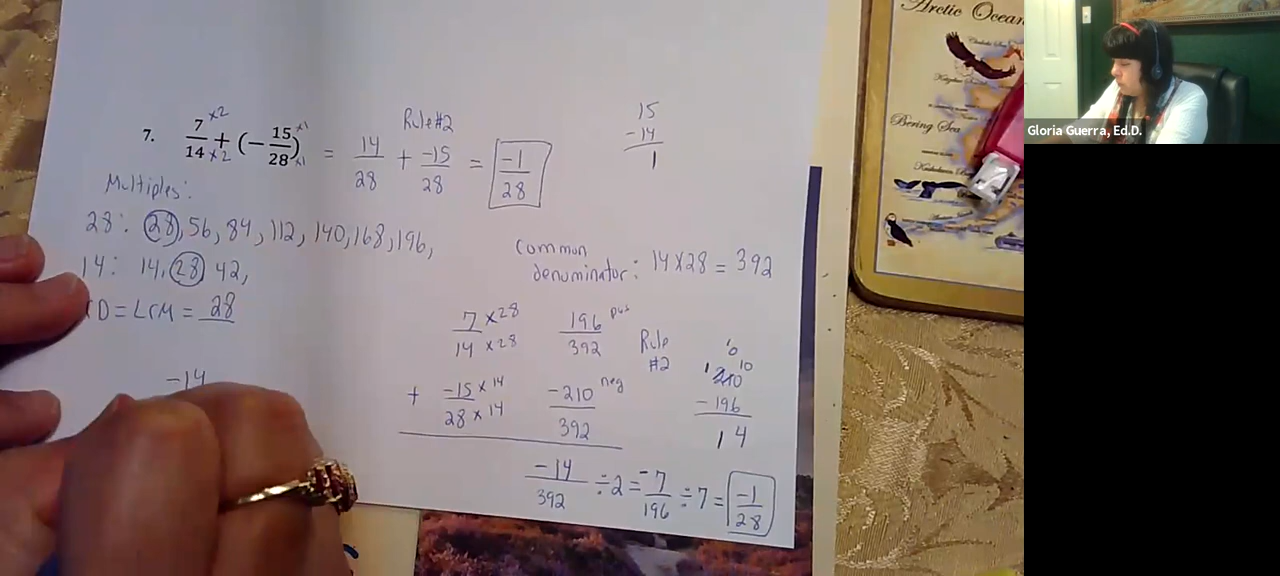 7. 7/14 ×2 ×2 + (-15/28) ×1 ×1 = 14/28 + -15/28 = -1/28
Rule #2
15
-14
1
Multiples:
28: 28, 56, 84, 112, 140, 168, 196,
14: 14, 28, 42,
CD = LCM = 28
-14
Common
denominator: 14 × 28 = 392
7 × 28
14 × 28
196 pos
392
Rule
#2
+ -15 × 14
28 × 14
-210 neg
392
210
-196
14
-14/392 ÷ 2 = -7/196 ÷ 7 = -1/28
Arctic Ocean
Bering Sea
Gloria Guerra, Ed.D.